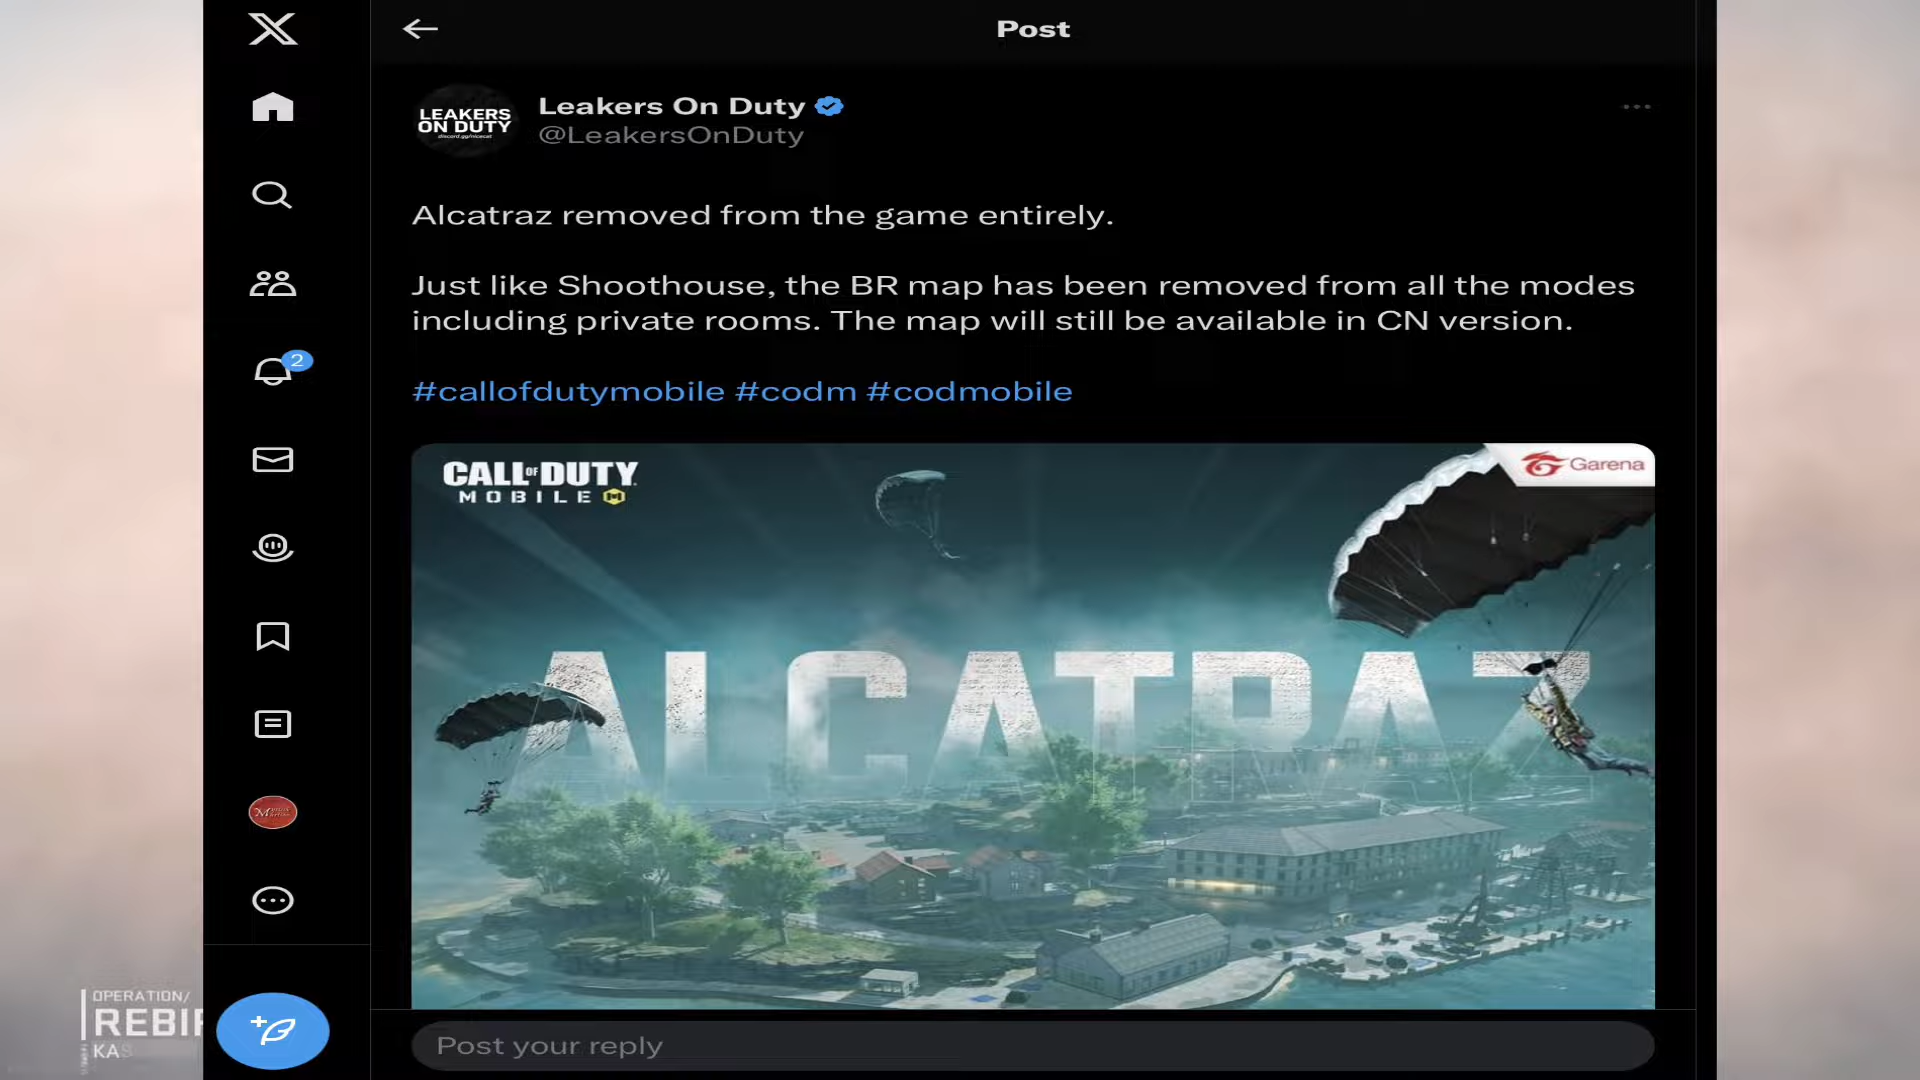 Post
LEAKERS
ON DUTY
Leakers On Duty
@LeakersOnDuty
Alcatraz removed from the game entirely.
Just like Shoothouse, the BR map has been removed from all the modes
including private rooms. The map will still be available in CN version.
#callofdutymobile #codm #codmobile
2
CALL OF DUTY
MOBILE
Garena
ALCATRAZ
OPERATION/
REBI
KAS
Post your reply